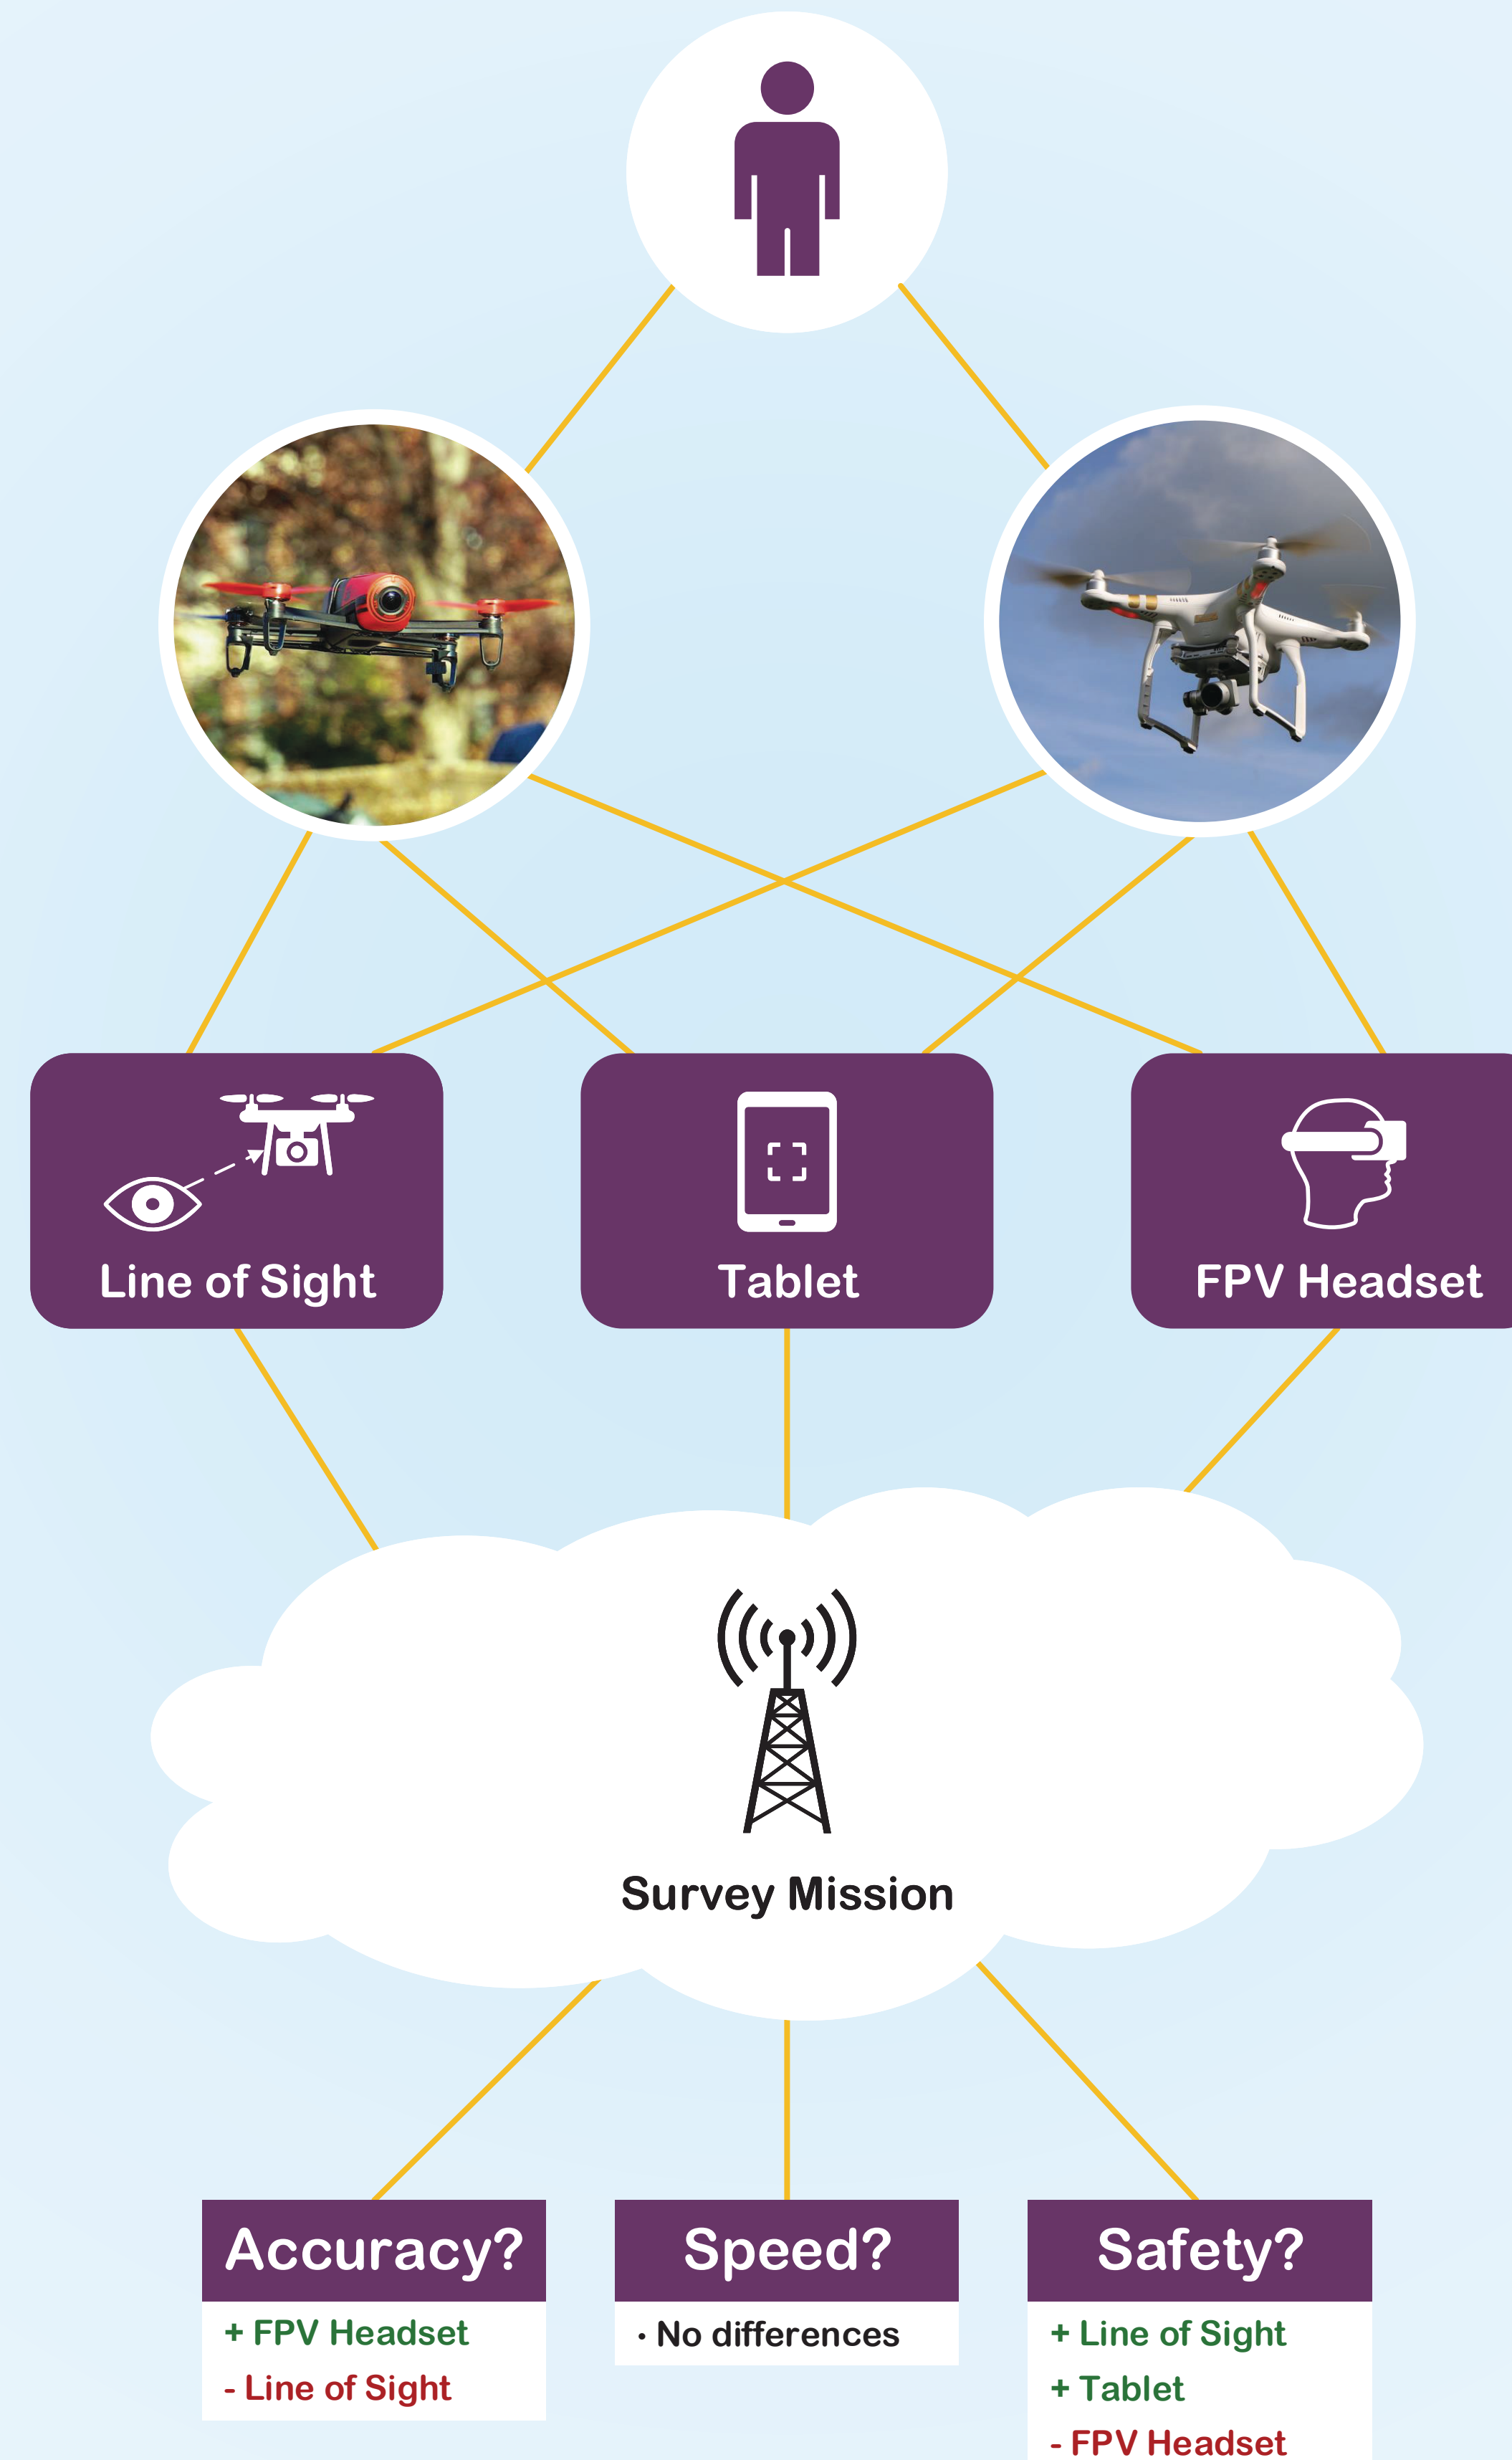 Line of Sight
Tablet
FPV Headset
Survey Mission
Accuracy?
+ FPV Headset
- Line of Sight
Speed?
· No differences
Safety?
+ Line of Sight
+ Tablet
- FPV Headset